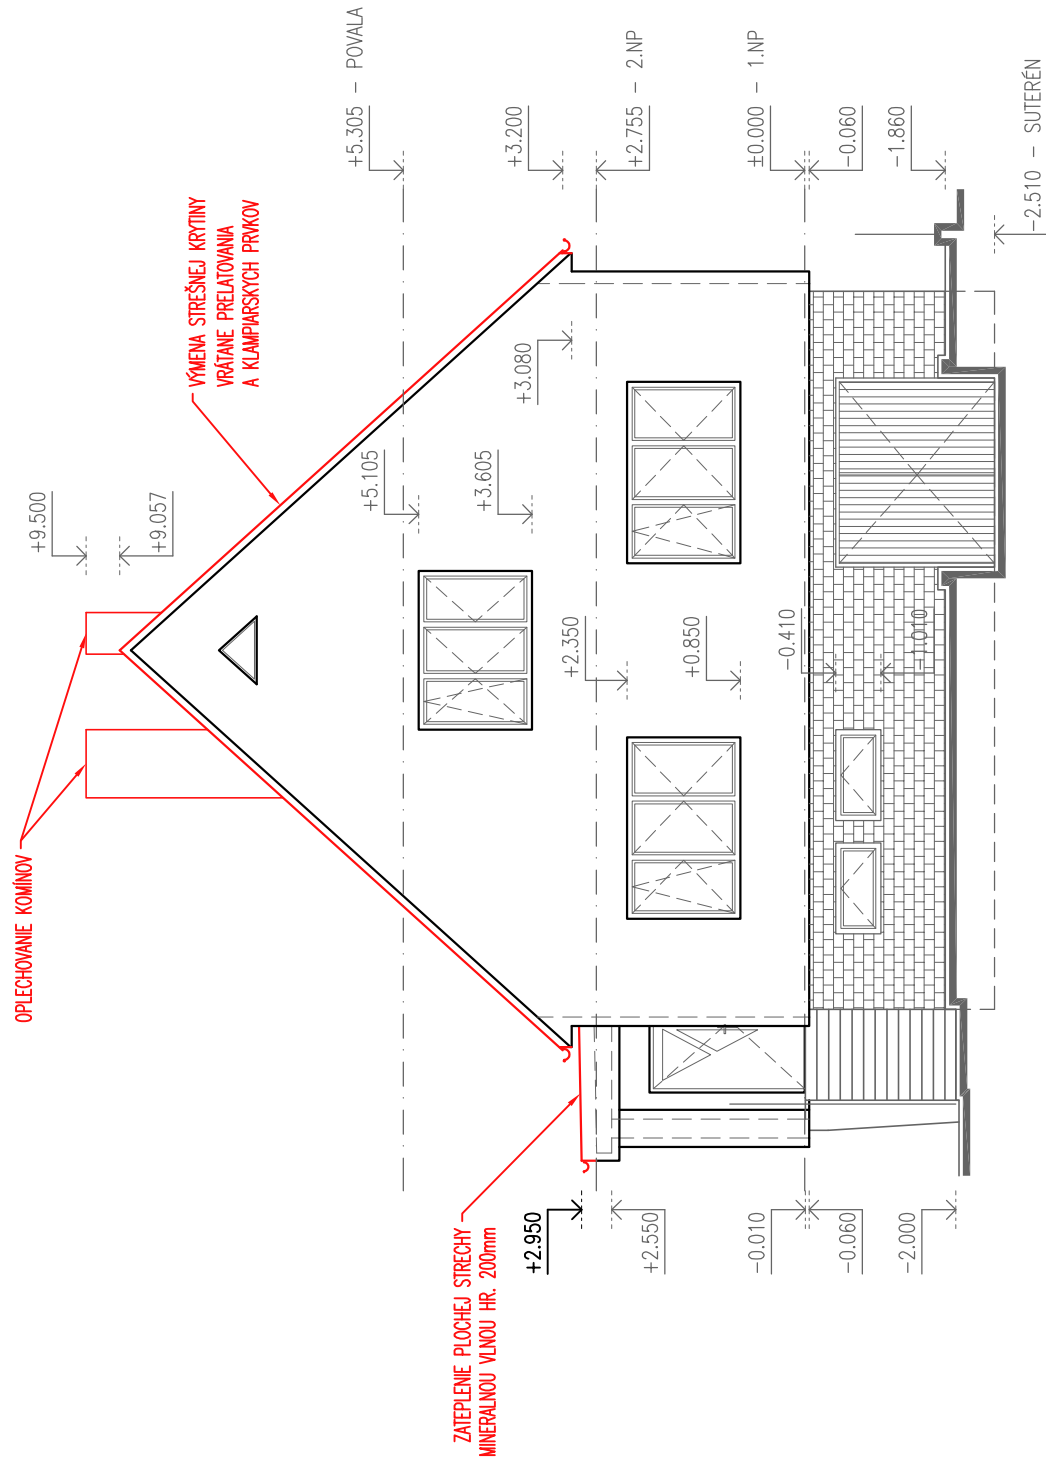 OPLECHOVANIE KOMÍNOV
+9.500
+9.057
VÝMENA STREŠNEJ KRYTINY
VRÁTANE PRELATOVANIA
A KLAMPIARSKYCH PRVKOV
+5.305 – POVALA
+5.105
+3.605
+3.200
+3.080
+2.755 – 2.NP
+2.350
+0.850
±0.000 – 1.NP
-0.060
-0.410
-1.010
-1.860
-2.510 – SUTERÉN
ZATEPLENIE PLOCHEJ STRECHY
MINERALNOU VLNOU HR. 200mm
+2.950
+2.550
-0.010
-0.060
-2.000